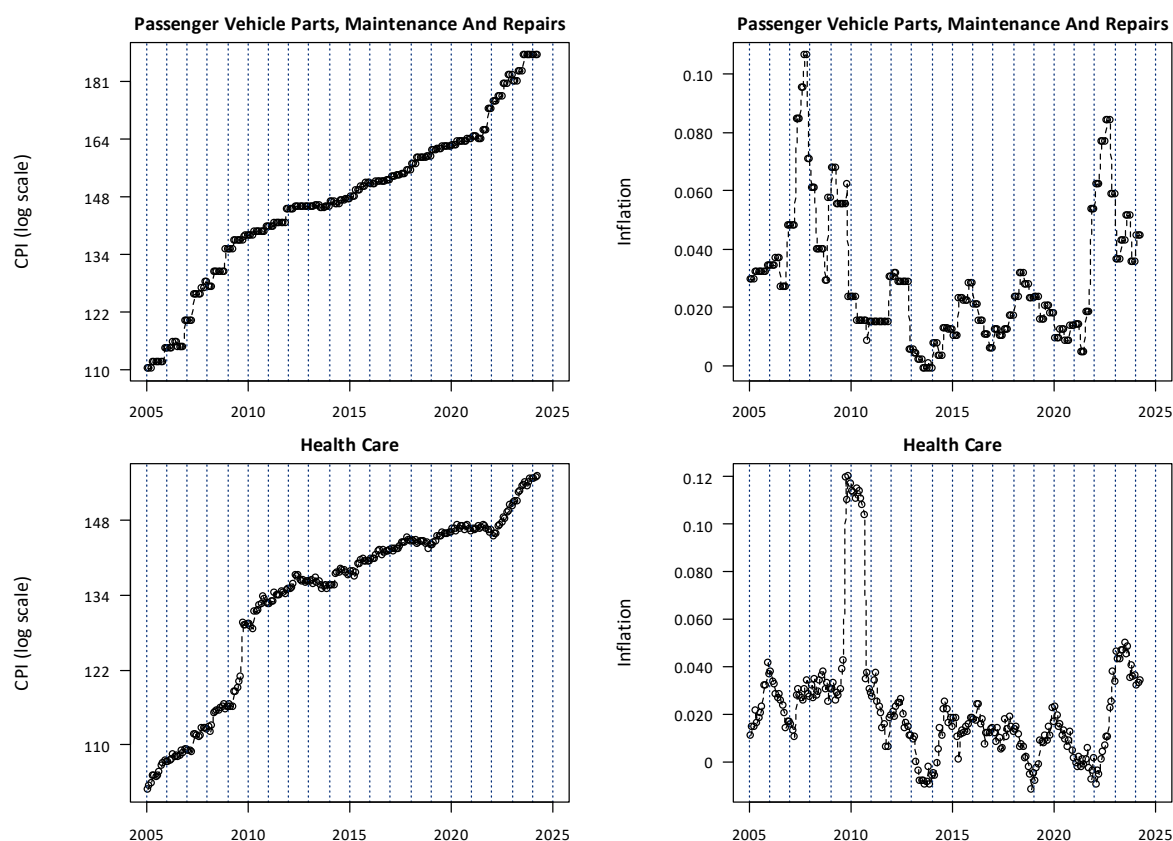 Passenger Vehicle Parts, Maintenance And Repairs
CPI (log scale)
181
164
148
134
122
110
2005 2010 2015 2020 2025
Passenger Vehicle Parts, Maintenance And Repairs
Inflation
0.10
0.080
0.060
0.040
0.020
0
2005 2010 2015 2020 2025
Health Care
CPI (log scale)
148
134
122
110
2005 2010 2015 2020 2025
Health Care
Inflation
0.12
0.10
0.080
0.060
0.040
0.020
0
2005 2010 2015 2020 2025